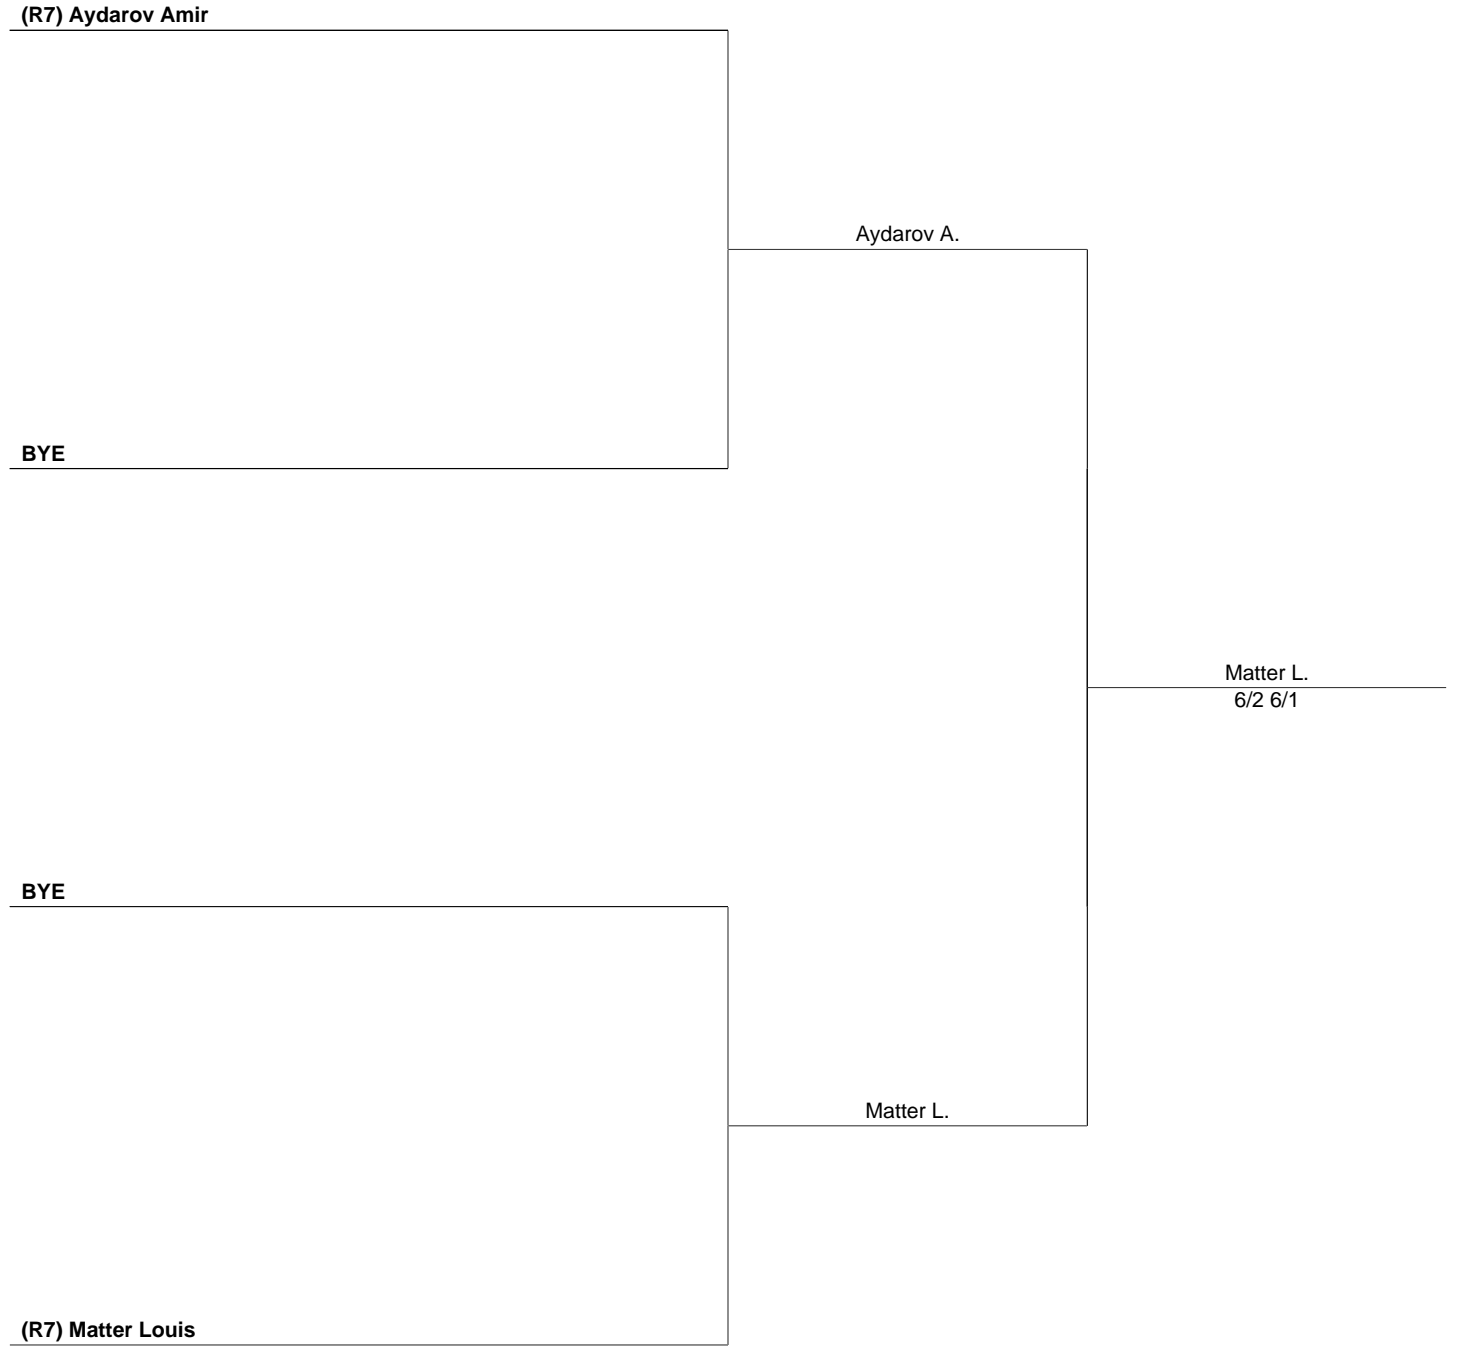 (R7) Aydarov Amir
Aydarov A.
BYE
Matter L.
6/2 6/1
BYE
Matter L.
(R7) Matter Louis